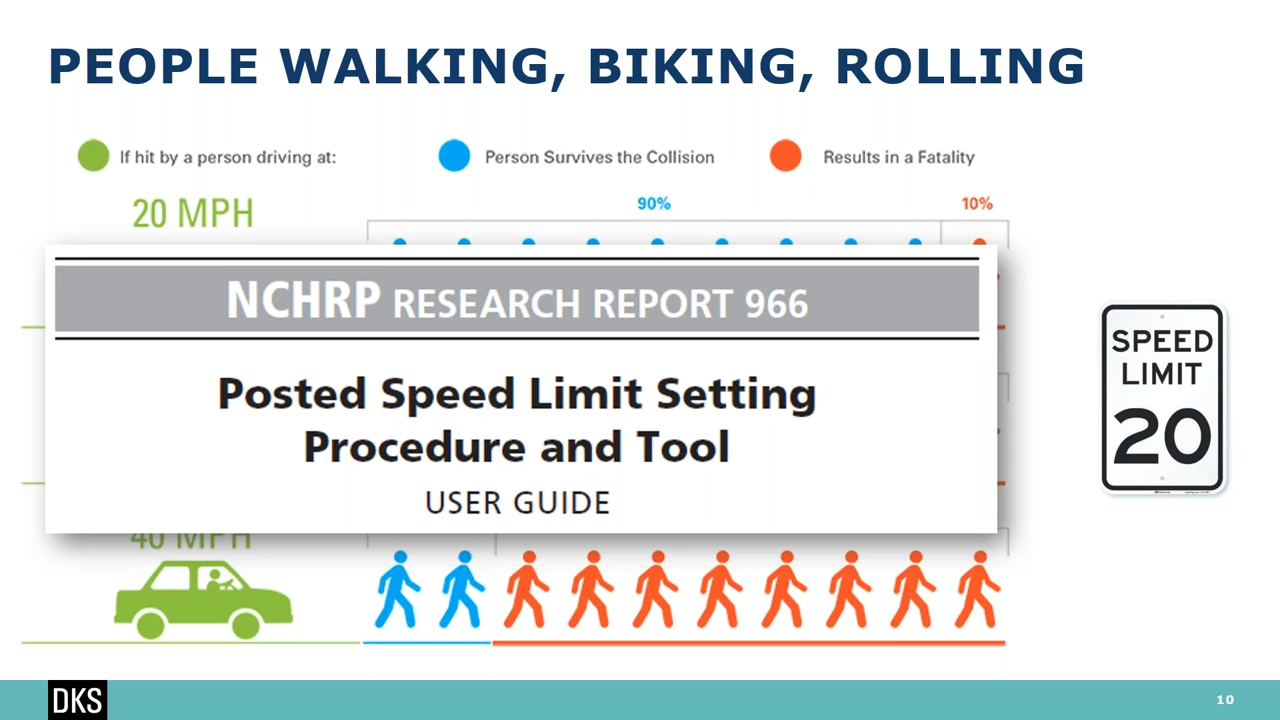 PEOPLE WALKING, BIKING, ROLLING
If hit by a person driving at:
Person Survives the Collision
Results in a Fatality
20 MPH
90%
10%
NCHRP RESEARCH REPORT 966
Posted Speed Limit Setting
Procedure and Tool
USER GUIDE
40 MPH
SPEED
LIMIT
20
DKS
10